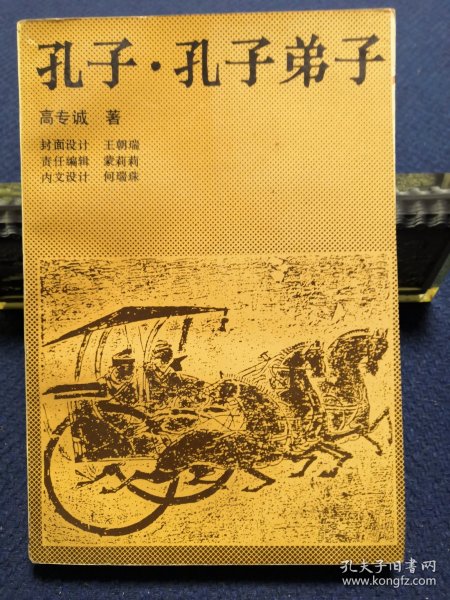 孔子·孔子弟子
高专诚 著
封面设计 王朝瑞
责任编辑 蒙莉莉
内文设计 何瑞珠
孔夫子旧书网
www.kongfz.com